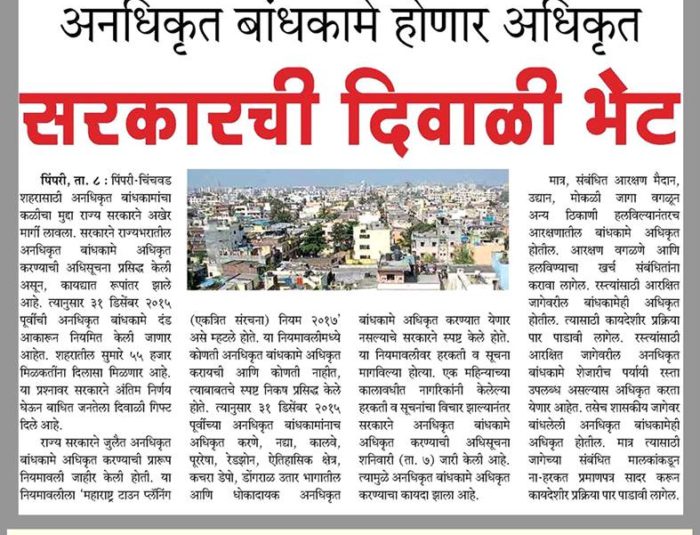 अनधिकृत बांधकामे होणार अधिकृत
सरकारची दिवाळी भेट
पिंपरी, ता. ८ : पिंपरी-चिंचवड
शहरासाठी अनधिकृत बांधकामांचा
कळीचा मुद्दा राज्य सरकारने अखेर
मार्गी लावला. सरकारने राज्यभरातील
अनधिकृत बांधकामे अधिकृत
करण्याची अधिसूचना प्रसिद्ध केली
असून, कायद्यात रूपांतर झाले
आहे. त्यानुसार ३१ डिसेंबर २०१५
पूर्वीची अनधिकृत बांधकामे दंड
आकारून नियमित केली जाणार
आहे. शहरातील सुमारे ५५ हजार
मिळकतींना दिलासा मिळणार आहे.
या प्रश्नावर सरकारने अंतिम निर्णय
घेऊन बाधित जनतेला दिवाळी गिफ्ट
दिले आहे.
राज्य सरकारने जुलैत अनधिकृत
बांधकामे अधिकृत करण्याची प्रारूप
नियमावली जाहीर केली होती. या
नियमावलीला 'महाराष्ट्र टाउन प्लॅनिंग
(एकत्रित संरचना) नियम २०१७'
असे म्हटले होते. या नियमावलीमध्ये
कोणती अनधिकृत बांधकामे अधिकृत
करायची आणि कोणती नाहीत,
त्याबाबतचे स्पष्ट निकष प्रसिद्ध केले
होते. त्यानुसार ३१ डिसेंबर २०१५
पूर्वीच्या अनधिकृत बांधकामांनाच
अधिकृत करणे, नद्या, कालवे,
पूररेषा, रेडझोन, ऐतिहासिक क्षेत्र,
कचरा डेपो, डोंगराळ उतार भागातील
आणि धोकादायक अनधिकृत
बांधकामे अधिकृत करण्यात येणार
नसल्याचे सरकारने स्पष्ट केले होते.
या नियमावलीवर हरकती व सूचना
मागविल्या होत्या. एक महिन्याच्या
कालावधीत नागरिकांनी केलेल्या
हरकती व सूचनांचा विचार झाल्यानंतर
सरकारने अनधिकृत बांधकामे
अधिकृत करण्याची अधिसूचना
शनिवारी (ता. ७) जारी केली आहे.
त्यामुळे अनधिकृत बांधकामे अधिकृत
करण्याचा कायदा झाला आहे.
मात्र, संबंधित आरक्षण मैदान,
उद्यान, मोकळी जागा वगळून
अन्य ठिकाणी हलविल्यानंतरच
आरक्षणातील बांधकामे अधिकृत
होतील. आरक्षण वगळणे आणि
हलविण्याचा खर्च संबंधितांना
करावा लागेल. रस्त्यांसाठी आरक्षित
जागेवरील बांधकामेही अधिकृत
होतील. त्यासाठी कायदेशीर प्रक्रिया
पार पाडावी लागेल. रस्त्यांसाठी
आरक्षित जागेवरील अनधिकृत
बांधकामे शेजारीच पर्यायी रस्ता
उपलब्ध असल्यास अधिकृत करता
येणार आहेत. तसेच शासकीय जागेवर
बांधलेली अनधिकृत बांधकामेही
अधिकृत होतील. मात्र त्यासाठी
जागेच्या संबंधित मालकांकडून
ना-हरकत प्रमाणपत्र सादर करून
कायदेशीर प्रक्रिया पार पाडावी लागेल.